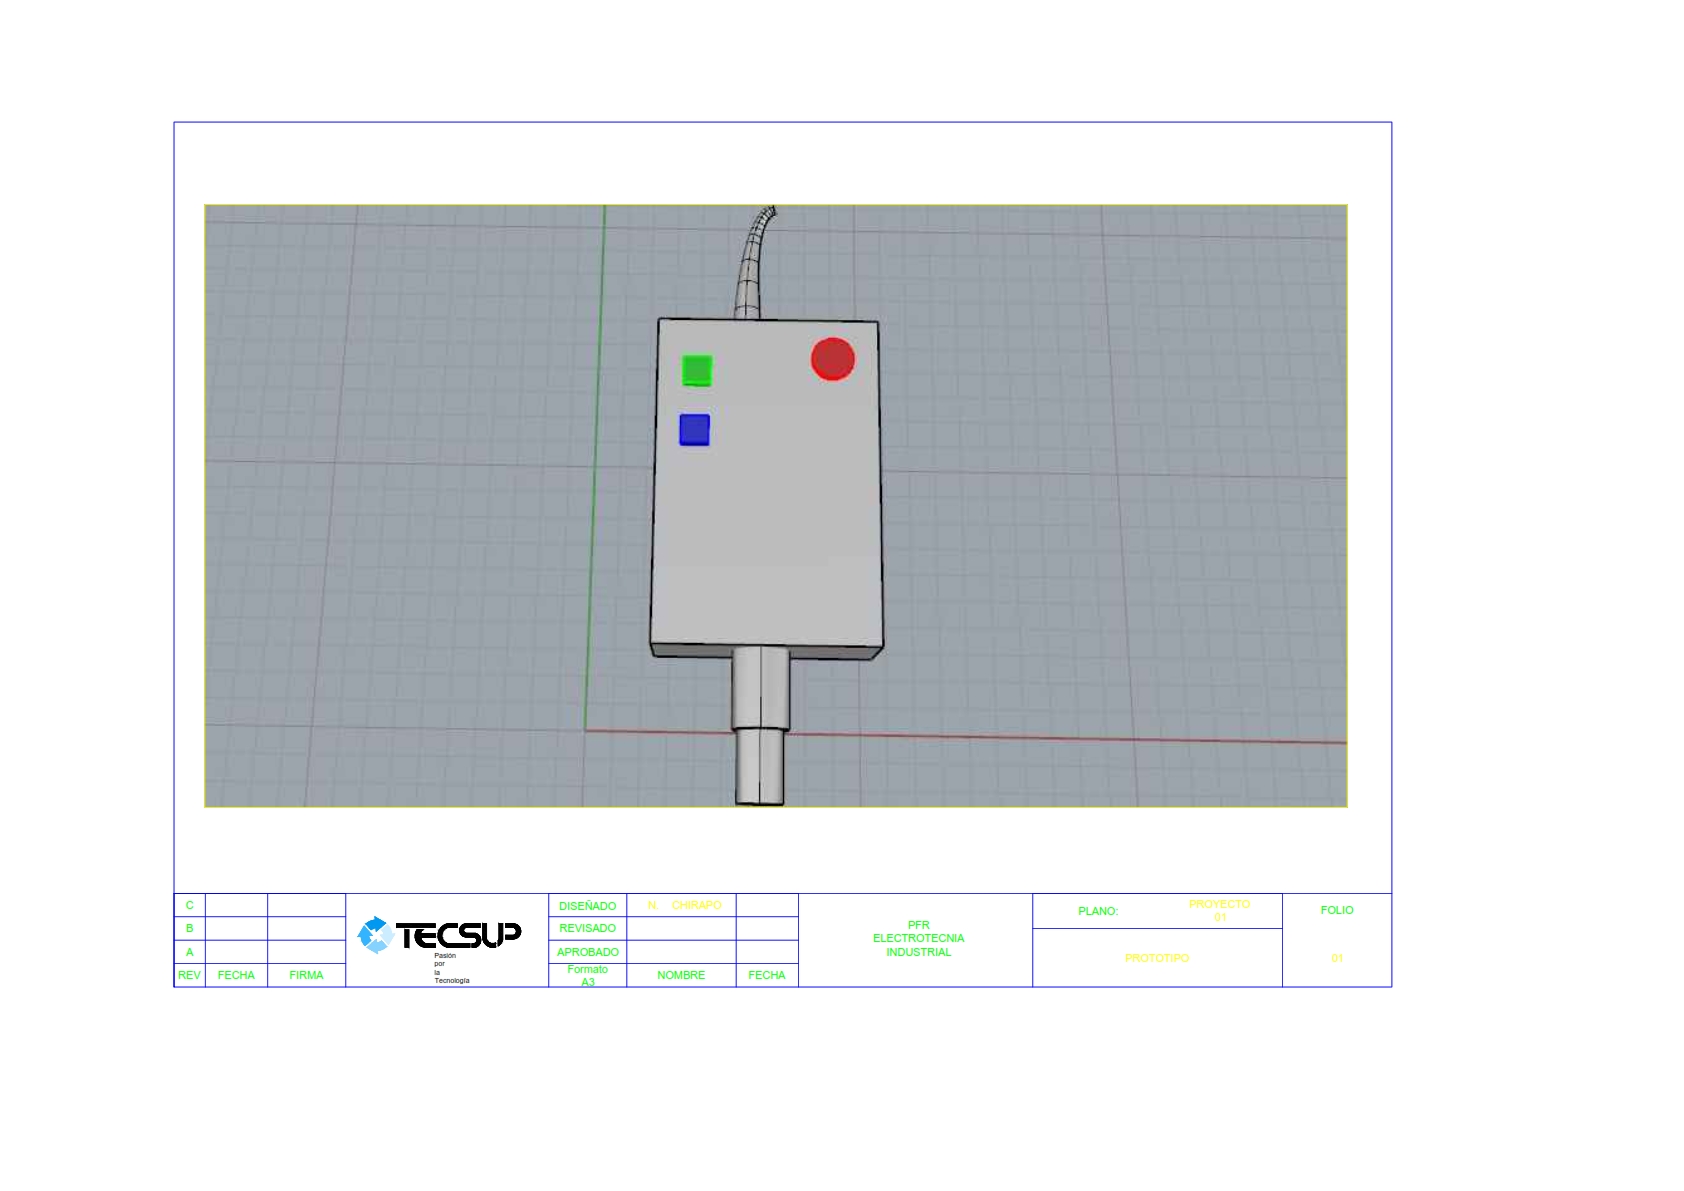 C
B
A
REV FECHA FIRMA
TECSUP
Pasión
por
la
Tecnología
DISEÑADO N. CHIRAPO
REVISADO
APROBADO
Formato
A3
NOMBRE FECHA
PFR
ELECTROTECNIA
INDUSTRIAL
PLANO: PROYECTO
01
PROTOTIPO
FOLIO
01